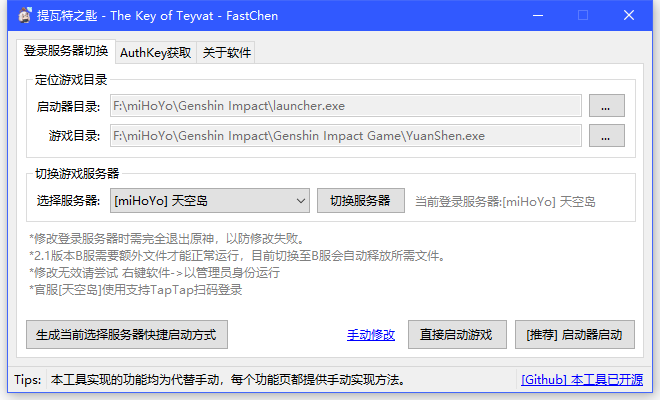 提瓦特之匙 - The Key of Teyvat - FastChen
登录服务器切换 AuthKey获取 关于软件
定位游戏目录
启动器目录: F:\miHoYo\Genshin Impact\launcher.exe ...
游戏目录: F:\miHoYo\Genshin Impact\Genshin Impact Game\YuanShen.exe ...
切换游戏服务器
选择服务器: [miHoYo] 天空岛 切换服务器 当前登录服务器:[miHoYo] 天空岛
*修改登录服务器时需完全退出原神，以防修改失败。
*2.1版本B服需要额外文件才能正常运行，目前切换至B服会自动释放所需文件。
*修改无效请尝试 右键软件->以管理员身份运行
*官服[天空岛]使用支持TapTap扫码登录
生成当前选择服务器快捷启动方式 手动修改 直接启动游戏 [推荐] 启动器启动
Tips: 本工具实现的功能均为代替手动，每个功能页都提供手动实现方法。 [Github] 本工具已开源